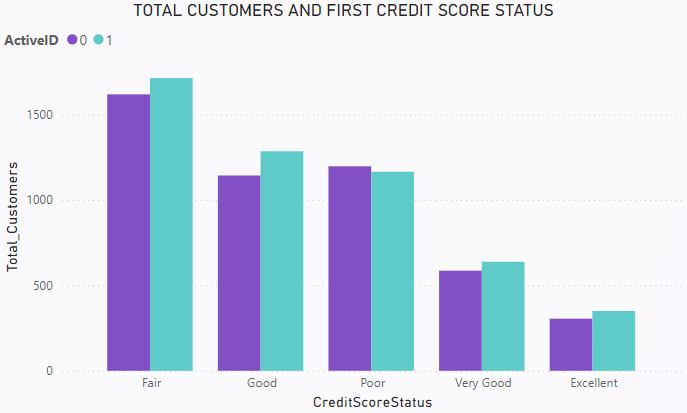 TOTAL CUSTOMERS AND FIRST CREDIT SCORE STATUS
ActiveID 0 1
Total_Customers
1500
1000
500
0
Fair Good Poor Very Good Excellent
CreditScoreStatus